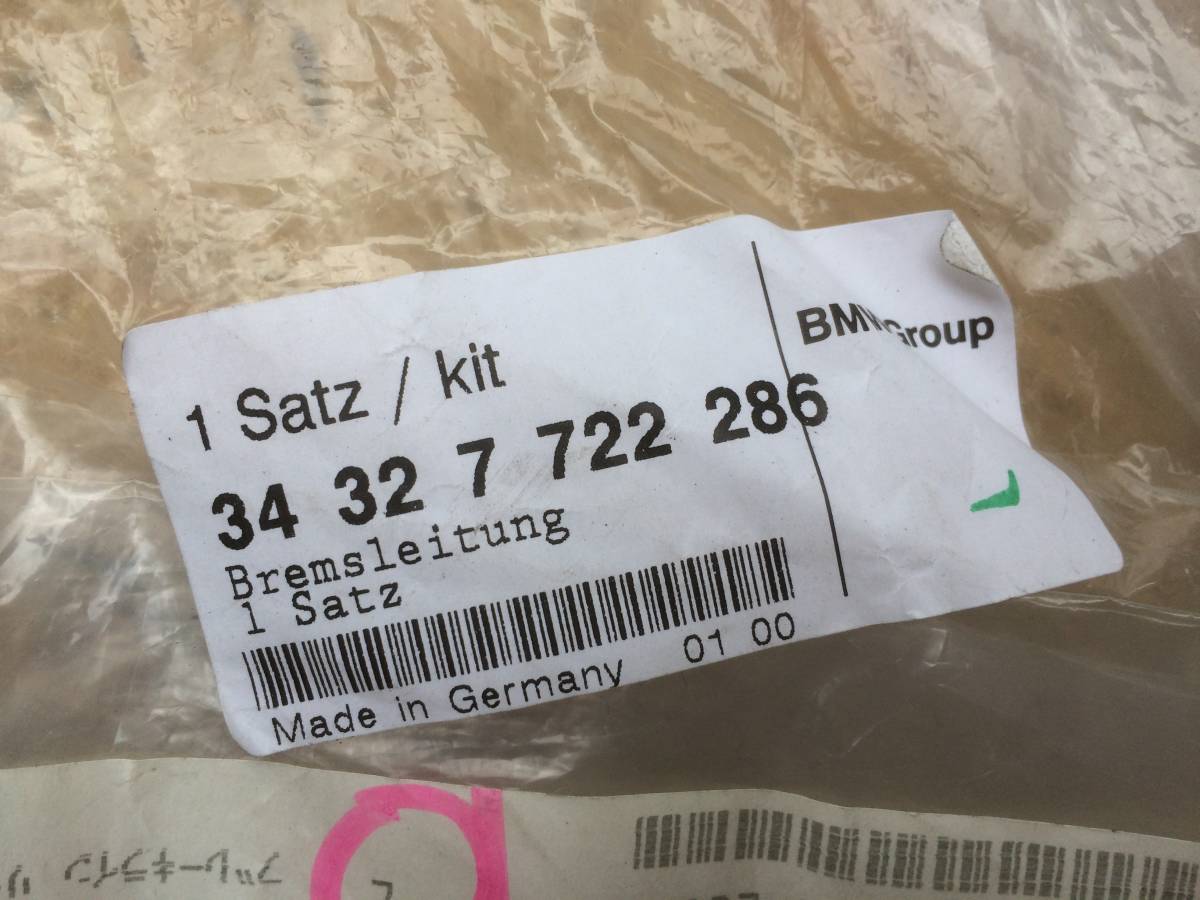 BMW Group
1 Satz / kit
34 32 7 722 286
Bremsleitung
1 Satz
01 00
Made in Germany